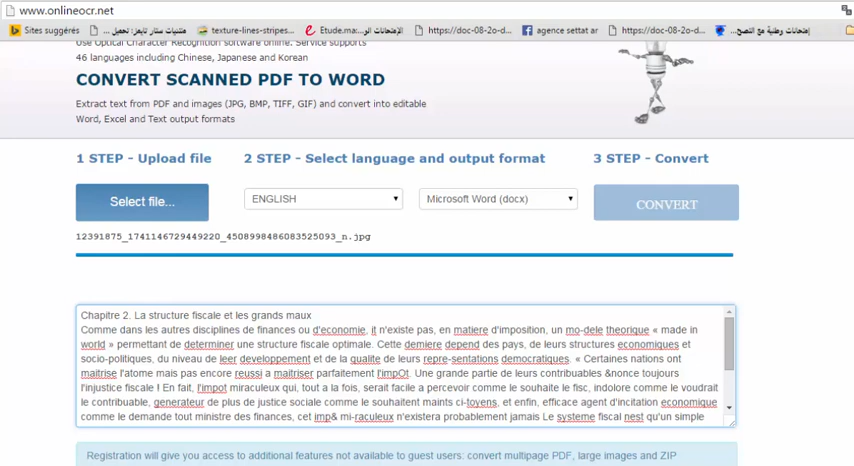 www.onlineocr.net
Sites suggérés
هتنيات ستار تايمز: تحميل ...
texture-lines-stripes...
Etude.ma... الإمتحانات الو
https://doc-08-2o-d...
agence settat ar
https://doc-08-2o-d...
إمتحانات وطنية مع التصح...
Use Optical Character Recognition software online. Service supports
46 languages including Chinese, Japanese and Korean
CONVERT SCANNED PDF TO WORD
Extract text from PDF and images (JPG, BMP, TIFF, GIF) and convert into editable
Word, Excel and Text output formats
1 STEP - Upload file
2 STEP - Select language and output format
3 STEP - Convert
Select file...
ENGLISH
Microsoft Word (docx)
CONVERT
12391875_1741146729449220_4508998486083525093_n.jpg
Chapitre 2. La structure fiscale et les grands maux
Comme dans les autres disciplines de finances ou d'economie, it n'existe pas, en matiere d'imposition, un mo-dele theorique « made in
world » permettant de determiner une structure fiscale optimale. Cette demiere depend des pays, de leurs structures economiques et
socio-politiques, du niveau de leer developpement et de la qualite de leurs repre-sentations democratiques. « Certaines nations ont
maitrise l'atome mais pas encore reussi a maitriser parfaitement l'impOt. Une grande partie de leurs contribuables &nonce toujours
l'injustice fiscale ! En fait, l'impot miraculeux qui, tout a la fois, serait facile a percevoir comme le souhaite le fisc, indolore comme le voudrait
le contribuable, generateur de plus de justice sociale comme le souhaitent maints ci-toyens, et enfin, efficace agent d'incitation economique
comme le demande tout ministre des finances, cet imp& mi-raculeux n'existera probablement jamais Le systeme fiscal nest qu'un simple
Registration will give you access to additional features not available to guest users: convert multipage PDF, large images and ZIP